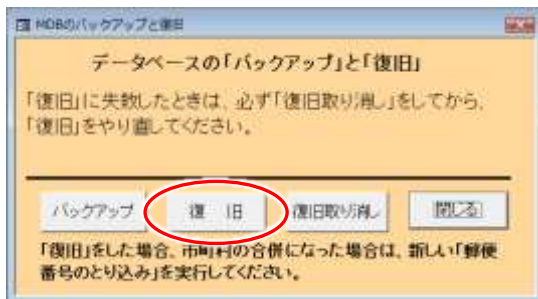 MDBのバックアップと復旧
データベースの「バックアップ」と「復旧」
「復旧」に失敗したときは、必ず「復旧取り消し」をしてから、
「復旧」をやり直してください。
バックアップ 復　旧 復旧取り消し 閉じる
「復旧」をした場合、市町村の合併になった場合は、新しい「郵便
番号のとり込み」を実行してください。